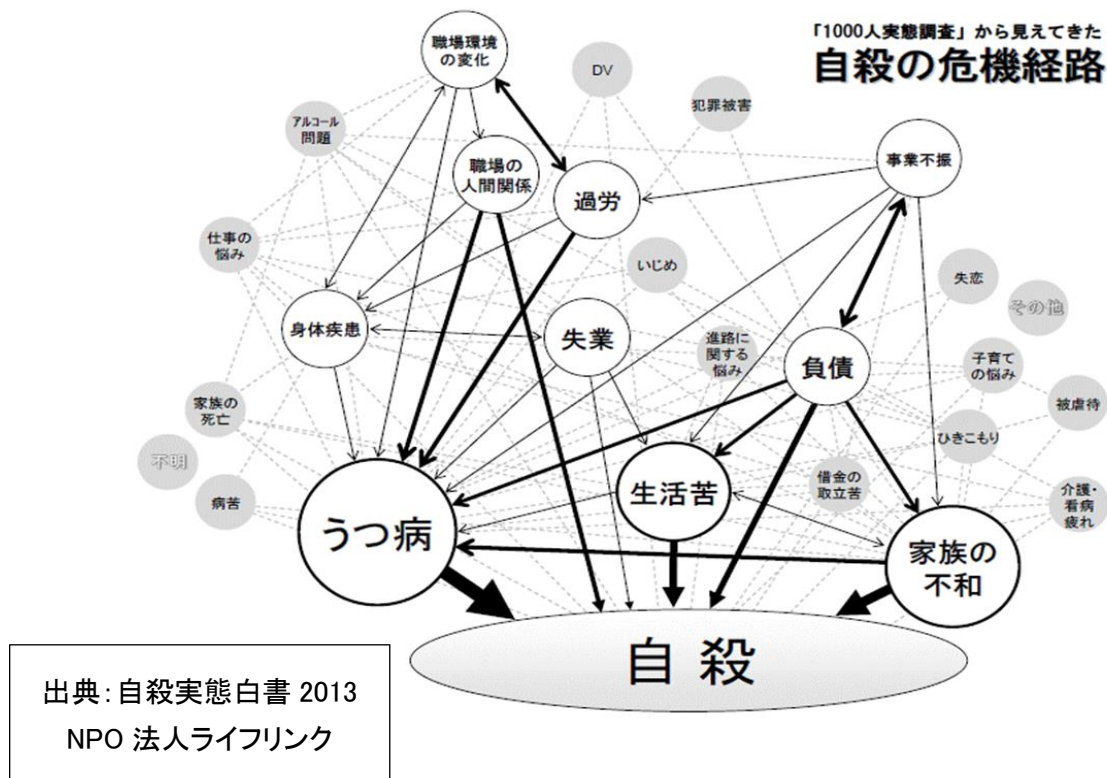 「1000人実態調査」から見えてきた
自殺の危機経路
職場環境
の変化
DV
犯罪被害
アルコール
問題
職場の
人間関係
過労
事業不振
仕事の
悩み
いじめ
失恋
その他
身体疾患
失業
進路に
関する
悩み
負債
子育て
の悩み
家族の
死亡
被虐待
ひきこもり
不明
病苦
うつ病
生活苦
借金の
取立苦
介護・
看病
疲れ
家族の
不和
自殺
出典：自殺実態白書 2013
NPO 法人ライフリンク